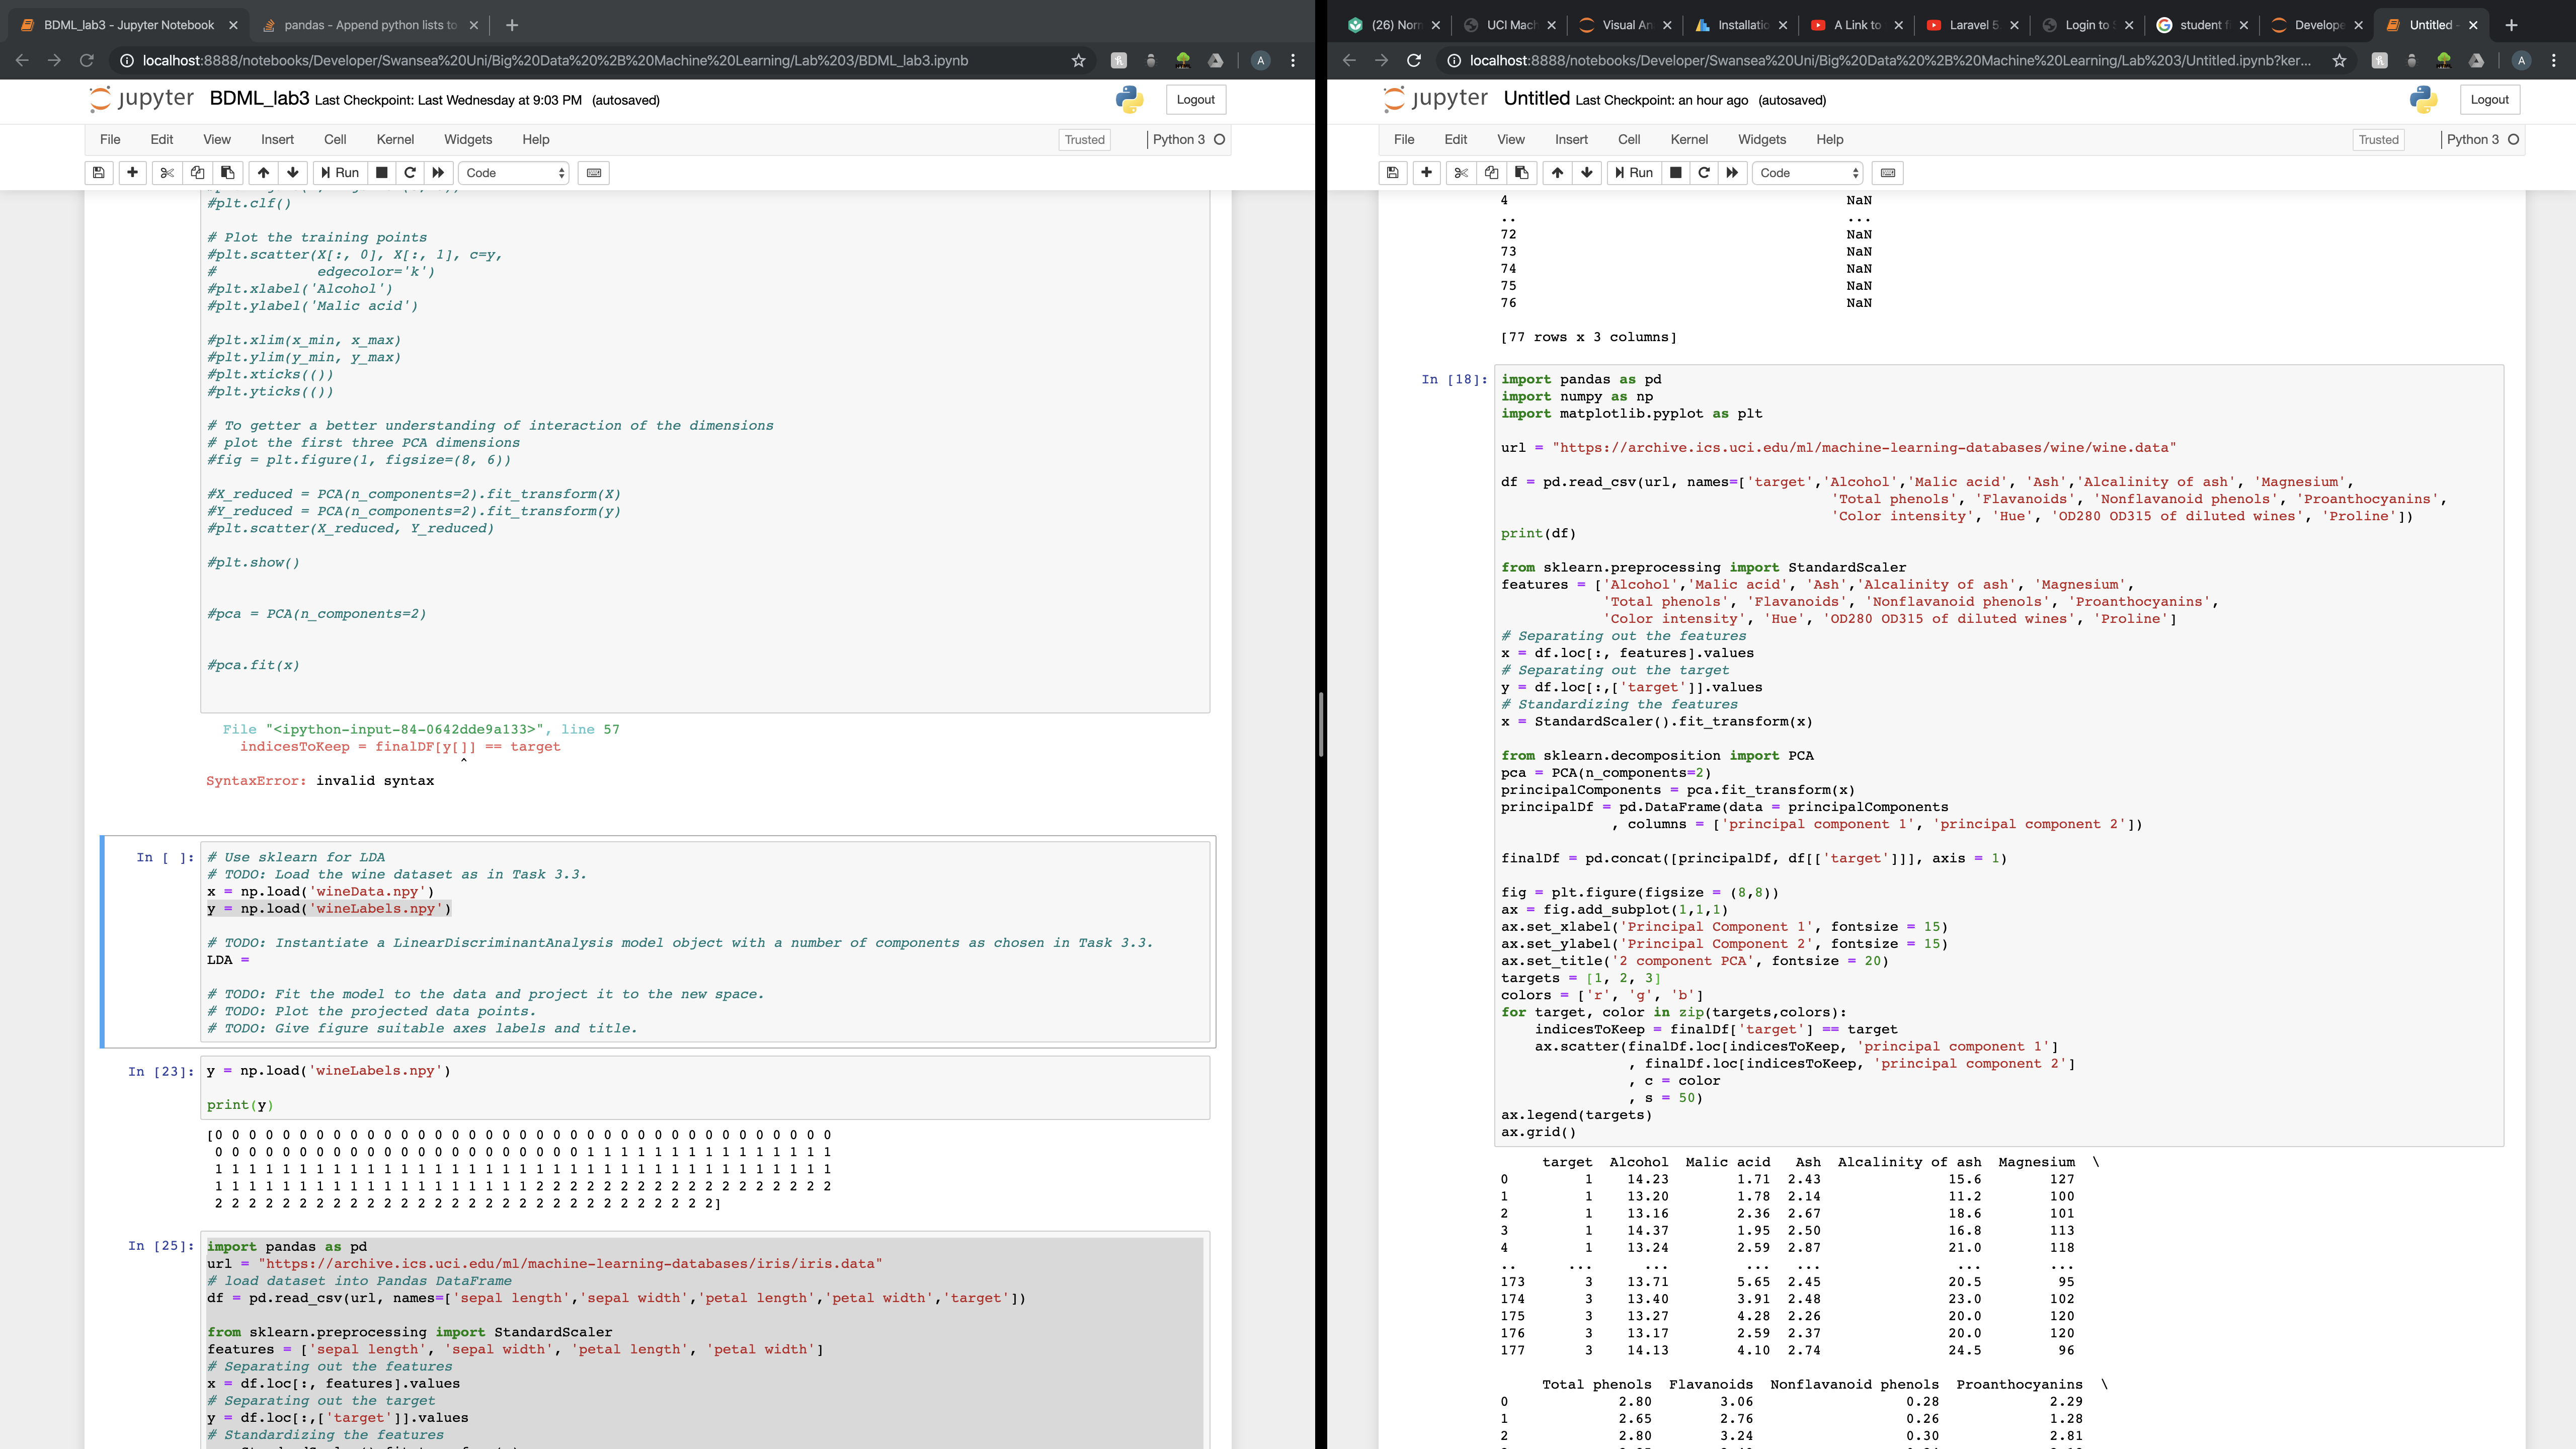 BDML_lab3 - Jupyter Notebook
pandas - Append python lists to
localhost:8888/notebooks/Developer/Swansea%20Uni/Big%20Data%20%2B%20Machine%20Learning/Lab%203/BDML_lab3.ipynb
A
jupyter BDML_lab3 Last Checkpoint: Last Wednesday at 9:03 PM (autosaved)
Logout
File Edit View Insert Cell Kernel Widgets Help
Trusted Python 3
Run Code
#plt.clf()
# Plot the training points
#plt.scatter(X[:, 0], X[:, 1], c=y,
# edgecolor='k')
#plt.xlabel('Alcohol')
#plt.ylabel('Malic acid')
#plt.xlim(x_min, x_max)
#plt.ylim(y_min, y_max)
#plt.xticks(())
#plt.yticks(())
# To getter a better understanding of interaction of the dimensions
# plot the first three PCA dimensions
#fig = plt.figure(1, figsize=(8, 6))
#X_reduced = PCA(n_components=2).fit_transform(X)
#Y_reduced = PCA(n_components=2).fit_transform(y)
#plt.scatter(X_reduced, Y_reduced)
#plt.show()
#pca = PCA(n_components=2)
#pca.fit(x)
File "<ipython-input-84-0642dde9a133>", line 57
indicesToKeep = finalDF[y[]] == target
^
SyntaxError: invalid syntax
In [ ]:
# Use sklearn for LDA
# TODO: Load the wine dataset as in Task 3.3.
x = np.load('wineData.npy')
y = np.load('wineLabels.npy')
# TODO: Instantiate a LinearDiscriminantAnalysis model object with a number of components as chosen in Task 3.3.
LDA =
# TODO: Fit the model to the data and project it to the new space.
# TODO: Plot the projected data points.
# TODO: Give figure suitable axes labels and title.
In [23]:
y = np.load('wineLabels.npy')
print(y)
[0 0 0 0 0 0 0 0 0 0 0 0 0 0 0 0 0 0 0 0 0 0 0 0 0 0 0 0 0 0 0 0 0 0 0 0 0
0 0 0 0 0 0 0 0 0 0 0 0 0 0 0 0 0 0 0 0 0 0 1 1 1 1 1 1 1 1 1 1 1 1 1 1 1
1 1 1 1 1 1 1 1 1 1 1 1 1 1 1 1 1 1 1 1 1 1 1 1 1 1 1 1 1 1 1 1 1 1 1 1 1
1 1 1 1 1 1 1 1 1 1 1 1 1 1 1 1 1 1 1 2 2 2 2 2 2 2 2 2 2 2 2 2 2 2 2 2 2
2 2 2 2 2 2 2 2 2 2 2 2 2 2 2 2 2 2 2 2 2 2 2 2 2 2 2 2 2 2]
In [25]:
import pandas as pd
url = "https://archive.ics.uci.edu/ml/machine-learning-databases/iris/iris.data"
# load dataset into Pandas DataFrame
df = pd.read_csv(url, names=['sepal length','sepal width','petal length','petal width','target'])
from sklearn.preprocessing import StandardScaler
features = ['sepal length', 'sepal width', 'petal length', 'petal width']
# Separating out the features
x = df.loc[:, features].values
# Separating out the target
y = df.loc[:,['target']].values
# Standardizing the features
(26) Norr
UCI Mach
Visual An
Installatio
A Link to
Laravel 5
Login to
student f
Develope
Untitled -
localhost:8888/notebooks/Developer/Swansea%20Uni/Big%20Data%20%2B%20Machine%20Learning/Lab%203/Untitled.ipynb?ker...
A
jupyter Untitled Last Checkpoint: an hour ago (autosaved)
Logout
File Edit View Insert Cell Kernel Widgets Help
Trusted Python 3
Run Code
4 NaN
.. ...
72 NaN
73 NaN
74 NaN
75 NaN
76 NaN
[77 rows x 3 columns]
In [18]:
import pandas as pd
import numpy as np
import matplotlib.pyplot as plt
url = "https://archive.ics.uci.edu/ml/machine-learning-databases/wine/wine.data"
df = pd.read_csv(url, names=['target','Alcohol','Malic acid', 'Ash','Alcalinity of ash', 'Magnesium',
'Total phenols', 'Flavanoids', 'Nonflavanoid phenols', 'Proanthocyanins',
'Color intensity', 'Hue', 'OD280 OD315 of diluted wines', 'Proline'])
print(df)
from sklearn.preprocessing import StandardScaler
features = ['Alcohol','Malic acid', 'Ash','Alcalinity of ash', 'Magnesium',
'Total phenols', 'Flavanoids', 'Nonflavanoid phenols', 'Proanthocyanins',
'Color intensity', 'Hue', 'OD280 OD315 of diluted wines', 'Proline']
# Separating out the features
x = df.loc[:, features].values
# Separating out the target
y = df.loc[:,['target']].values
# Standardizing the features
x = StandardScaler().fit_transform(x)
from sklearn.decomposition import PCA
pca = PCA(n_components=2)
principalComponents = pca.fit_transform(x)
principalDf = pd.DataFrame(data = principalComponents
, columns = ['principal component 1', 'principal component 2'])
finalDf = pd.concat([principalDf, df[['target']]], axis = 1)
fig = plt.figure(figsize = (8,8))
ax = fig.add_subplot(1,1,1)
ax.set_xlabel('Principal Component 1', fontsize = 15)
ax.set_ylabel('Principal Component 2', fontsize = 15)
ax.set_title('2 component PCA', fontsize = 20)
targets = [1, 2, 3]
colors = ['r', 'g', 'b']
for target, color in zip(targets,colors):
indicesToKeep = finalDf['target'] == target
ax.scatter(finalDf.loc[indicesToKeep, 'principal component 1']
, finalDf.loc[indicesToKeep, 'principal component 2']
, c = color
, s = 50)
ax.legend(targets)
ax.grid()
target Alcohol Malic acid Ash Alcalinity of ash Magnesium \
0 1 14.23 1.71 2.43 15.6 127
1 1 13.20 1.78 2.14 11.2 100
2 1 13.16 2.36 2.67 18.6 101
3 1 14.37 1.95 2.50 16.8 113
4 1 13.24 2.59 2.87 21.0 118
.. ... ... ... ... ... ...
173 3 13.71 5.65 2.45 20.5 95
174 3 13.40 3.91 2.48 23.0 102
175 3 13.27 4.28 2.26 20.0 120
176 3 13.17 2.59 2.37 20.0 120
177 3 14.13 4.10 2.74 24.5 96
Total phenols Flavanoids Nonflavanoid phenols Proanthocyanins \
0 2.80 3.06 0.28 2.29
1 2.65 2.76 0.26 1.28
2 2.80 3.24 0.30 2.81